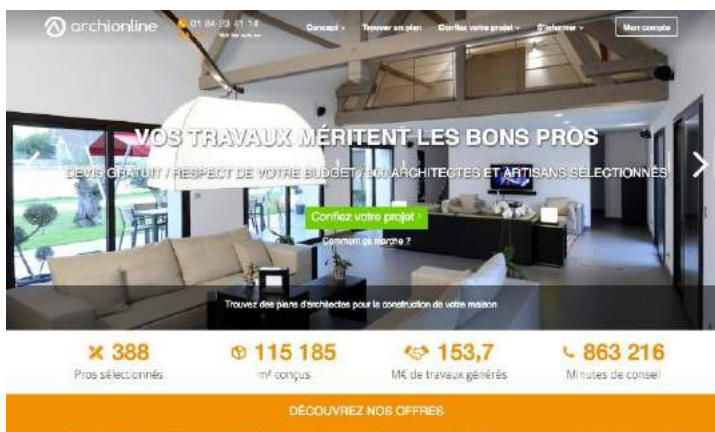 archionline
01 84 23 41 14
Concept
Trouver un plan
Confiez votre projet
S'informer
Mon compte
VOS TRAVAUX MÉRITENT LES BONS PROS
DEVIS GRATUIT / RESPECT DE VOTRE BUDGET / 300 ARCHITECTES ET ARTISANS SÉLECTIONNÉS
Confiez votre projet
Comment ça marche ?
Trouvez des plans d'architectes pour la construction de votre maison
388
115 185
153,7
863 216
Pros sélectionnés
m² conçus
M€ de travaux générés
Minutes de conseil
DÉCOUVREZ NOS OFFRES